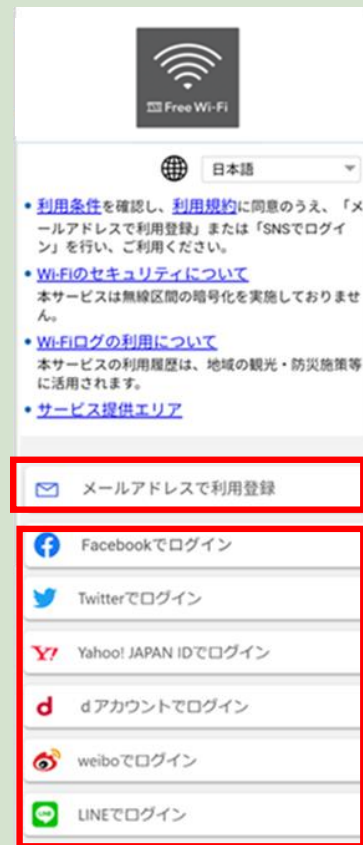 Free Wi-Fi
日本語
• 利用条件を確認し、利用規約に同意のうえ、「メ
ールアドレスで利用登録」または「SNSでログイ
ン」を行い、ご利用ください。
• Wi-Fiのセキュリティについて
本サービスは無線区間の暗号化を実施しておりませ
ん。
• Wi-Fiログの利用について
本サービスの利用履歴は、地域の観光・防災施策等
に活用されます。
• サービス提供エリア
メールアドレスで利用登録
Facebookでログイン
Twitterでログイン
Y! Yahoo! JAPAN IDでログイン
d dアカウントでログイン
weiboでログイン
LINE LINEでログイン